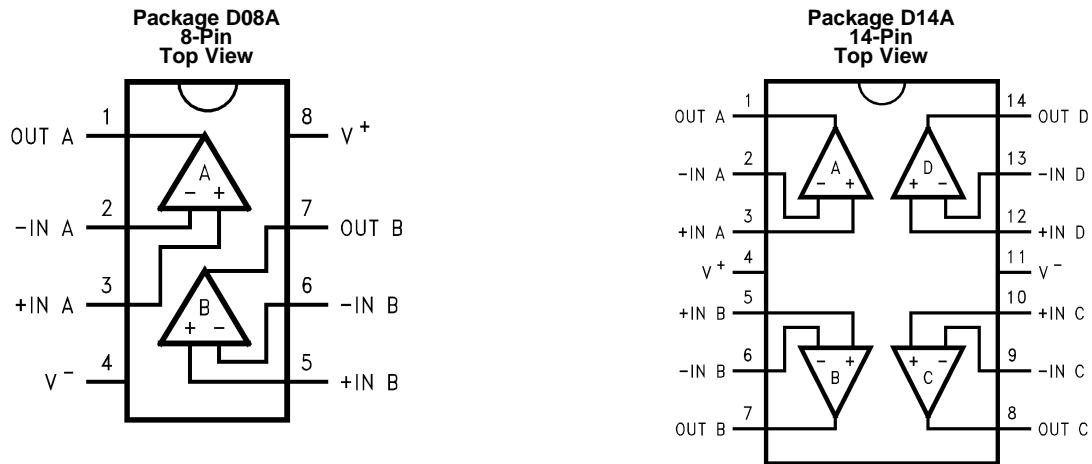 Package D08A
8-Pin
Top View
1
OUT A
8
V+
A
- +
2
-IN A
7
OUT B
3
+IN A
6
-IN B
B
+ -
4
V-
5
+IN B
Package D14A
14-Pin
Top View
1
OUT A
14
OUT D
2
-IN A
A
- +
D
+ -
13
-IN D
3
+IN A
12
+IN D
4
V+
11
V-
5
+IN B
10
+IN C
6
-IN B
- +
B
+ -
C
9
-IN C
7
OUT B
8
OUT C